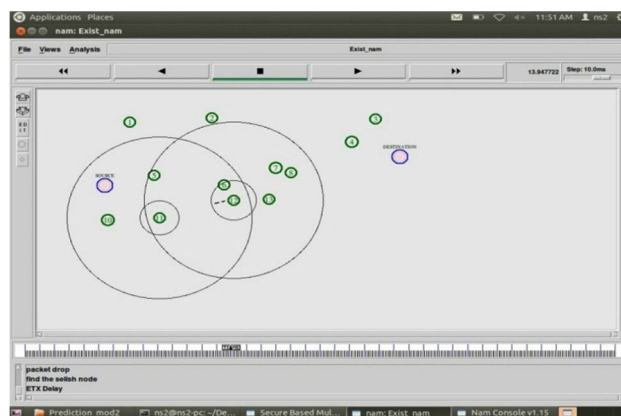 Applications Places
11:51 AM ns2
nam: Exist_nam
File Views Analysis
Exist_nam
13.947722
Step: 10.0ms
1
2
3
4
DESTINATION
SOURCE
5
7
8
12
13
10
11
packet drop
find the selish node
ETX Delay
Prediction_mod2
ns2@ns2-pc: ~/De...
Secure Based Mul...
nam: Exist_nam
Nam Console v1.15